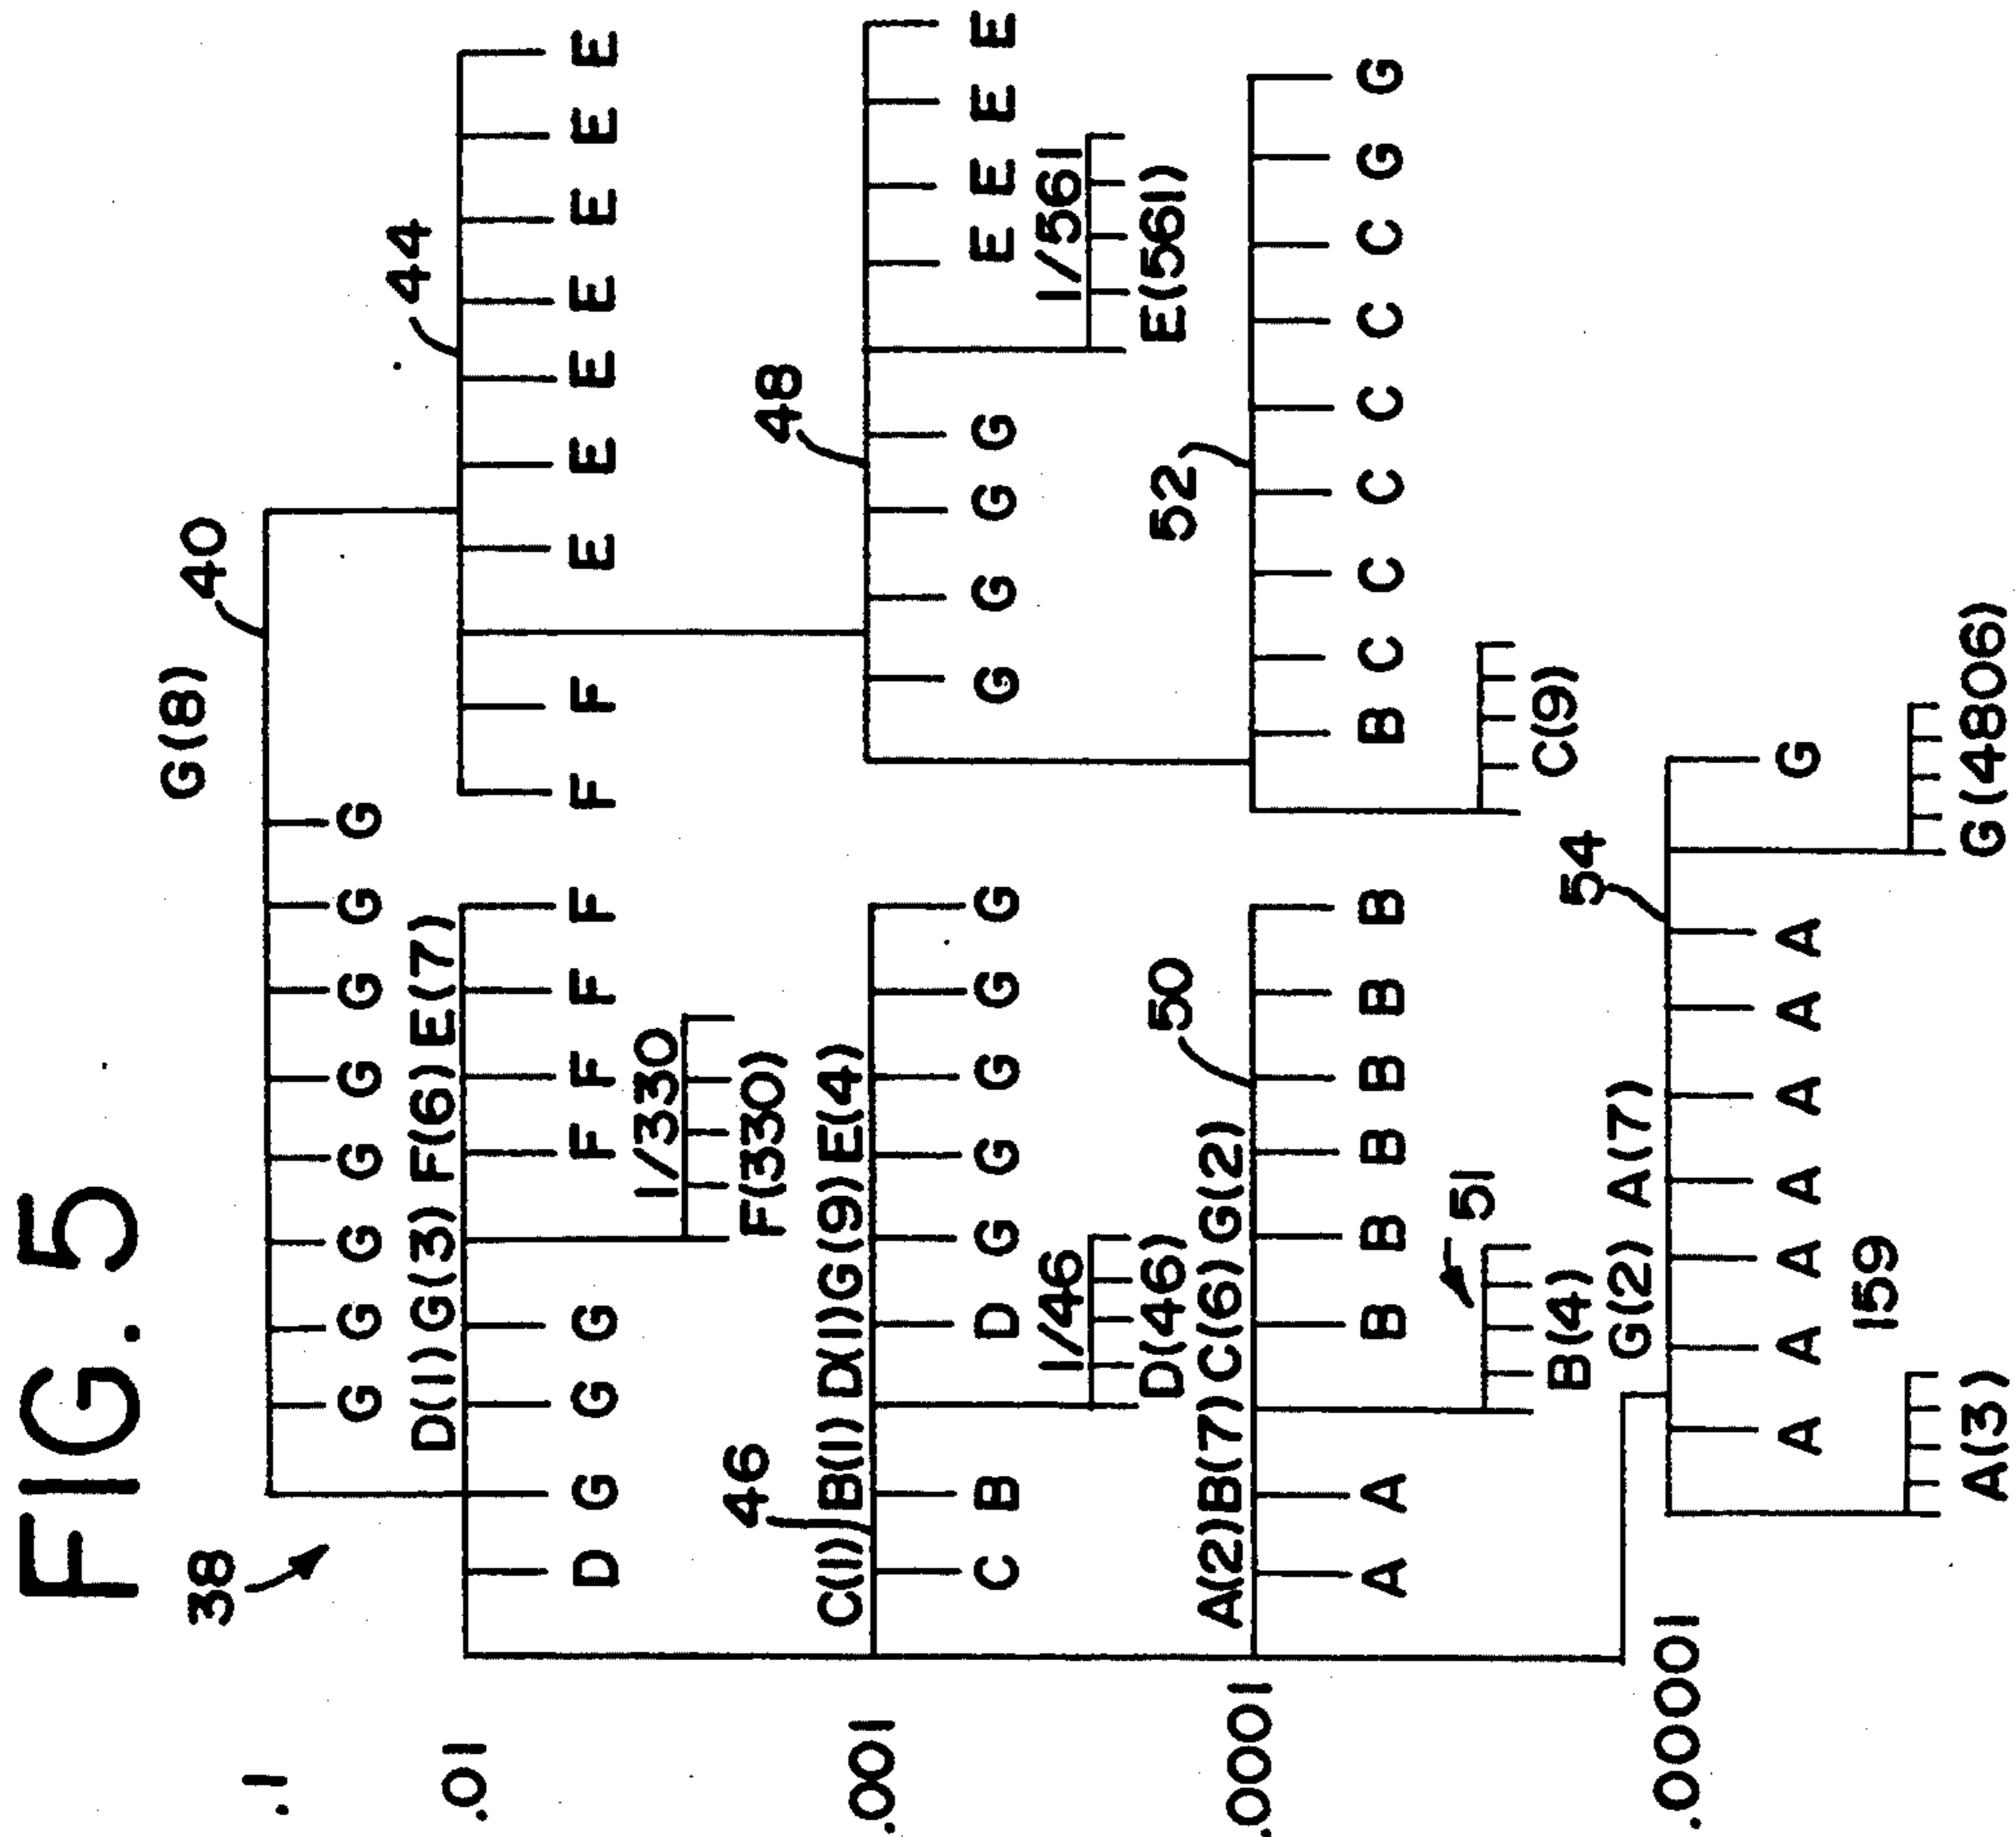 FIG. 5
38
40
G(8)
.1
G G G G G G G G
44
D(1) G(3) F(6) E(7)
.01
D G G G F F F F
F F E E E E E E E
1/330
F(330)
46
48
C(1) B(1) D(1) G(9) E(4)
.001
C B D G G G G G G
G G G G E E E E
1/46
D(46)
1/561
E(561)
50
52
A(2) B(7) C(6) G(2)
.0001
A A B B B B B B
B C C C C C C G G
51
B(4)
C(9)
54
G(2) A(7)
.00001
A A A A A A A G
159
A(3)
G(4806)